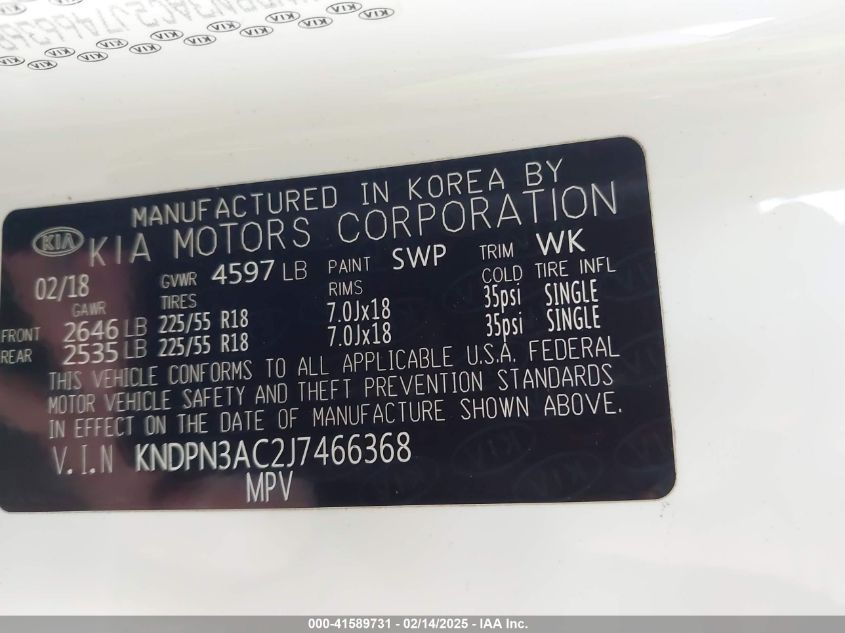 MANUFACTURED IN KOREA BY
KIA KIA MOTORS CORPORATION
02/18 GVWR 4597 LB PAINT SWP TRIM WK
GAWR TIRES RIMS COLD TIRE INFL
FRONT 2646 LB 225/55 R18 7.0Jx18 35psi SINGLE
REAR 2535 LB 225/55 R18 7.0Jx18 35psi SINGLE
THIS VEHICLE CONFORMS TO ALL APPLICABLE U.S.A. FEDERAL
MOTOR VEHICLE SAFETY AND THEFT PREVENTION STANDARDS
IN EFFECT ON THE DATE OF MANUFACTURE SHOWN ABOVE.
V.I.N KNDPN3AC2J7466368
MPV
000-41589731 - 02/14/2025 - IAA Inc.